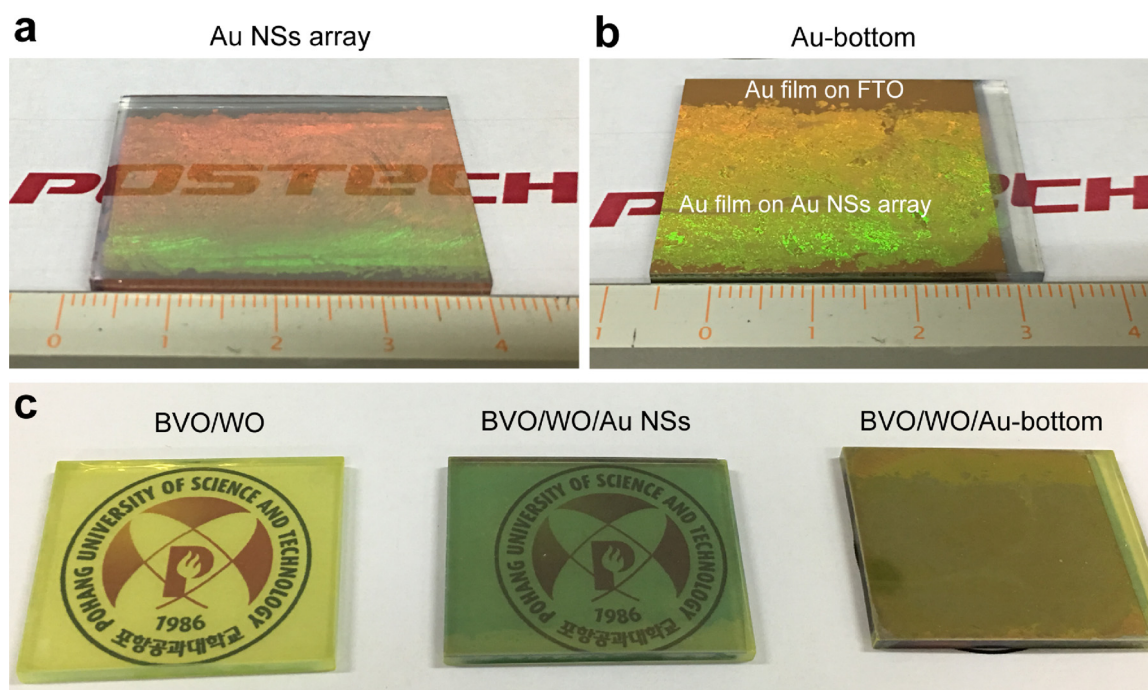 a
Au NSs array
POSTECH
0 1 2 3 4
b
Au-bottom
Au film on FTO
Au film on Au NSs array
ECH
1 0 1 2 3 4
c
BVO/WO
POHANG UNIVERSITY OF SCIENCE AND TECHNOLOGY
1986
포항공과대학교
BVO/WO/Au NSs
POHANG UNIVERSITY OF SCIENCE AND TECHNOLOGY
1986
포항공과대학교
BVO/WO/Au-bottom